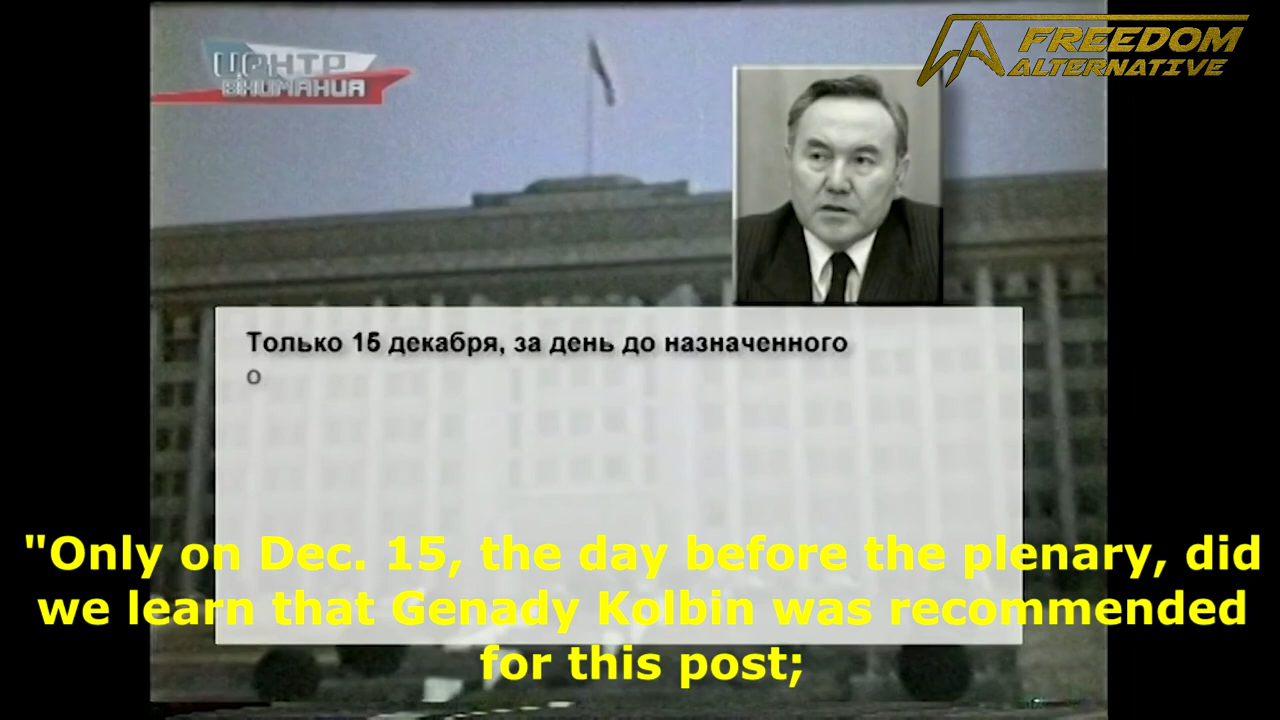 ЦЕНТР
ВНИМАНИЯ
FREEDOM
ALTERNATIVE
Только 15 декабря, за день до назначенного
о
"Only on Dec. 15, the day before the plenary, did
we learn that Genady Kolbin was recommended
for this post;